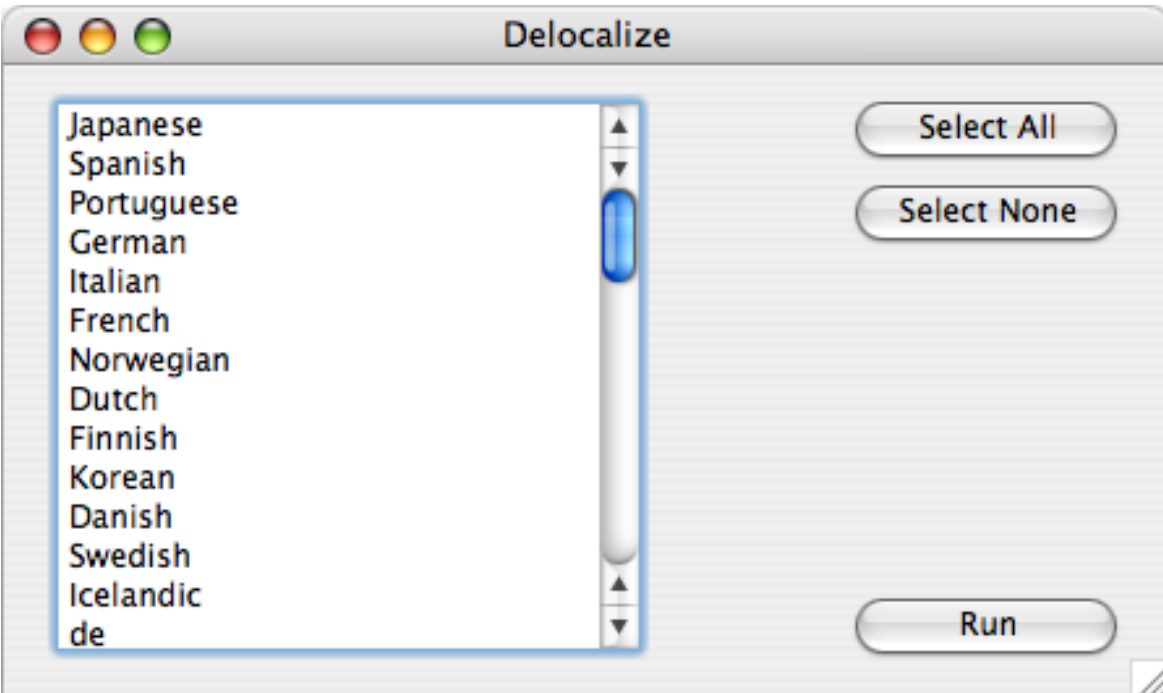 Delocalize
Japanese
Spanish
Portuguese
German
Italian
French
Norwegian
Dutch
Finnish
Korean
Danish
Swedish
Icelandic
de
Select All
Select None
Run